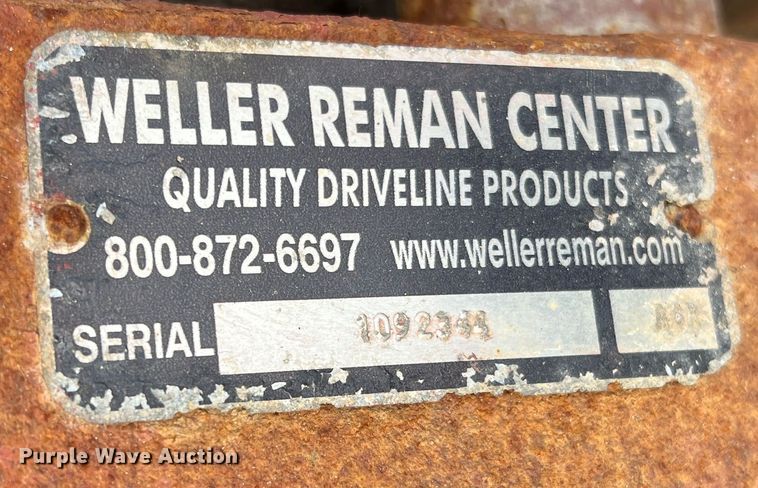 WELLER REMAN CENTER
QUALITY DRIVELINE PRODUCTS
800-872-6697 www.wellerreman.com
SERIAL
Purple Wave Auction